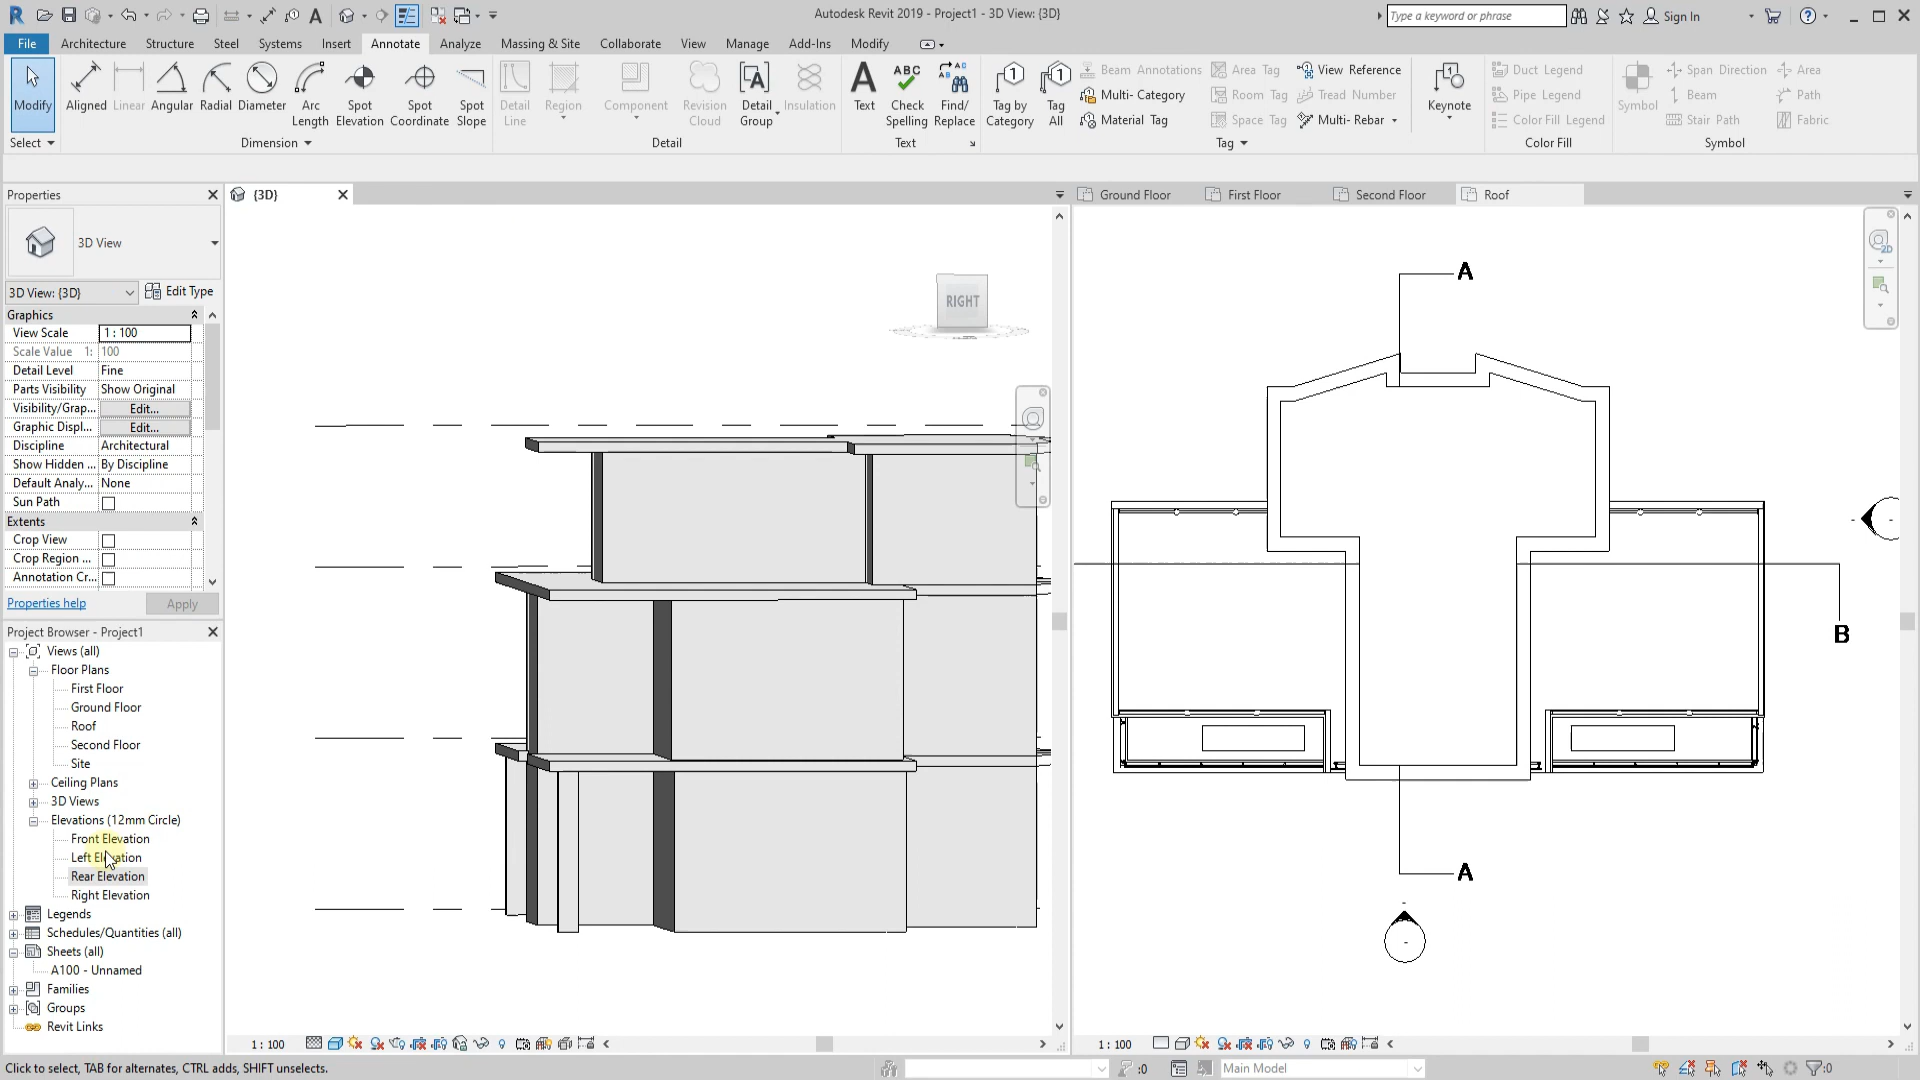 Autodesk Revit 2019 - Project1 - 3D View: {3D}
Type a keyword or phrase
Sign In
File
Architecture
Structure
Steel
Systems
Insert
Annotate
Analyze
Massing & Site
Collaborate
View
Manage
Add-Ins
Modify
Modify
Aligned
Linear
Angular
Radial
Diameter
Arc
Length
Spot
Elevation
Spot
Coordinate
Spot
Slope
Detail
Line
Region
Component
Revision
Cloud
Detail
Group
Insulation
Text
ABC
Check
Spelling
Find/
Replace
Tag by
Category
Tag
All
Beam Annotations
Multi- Category
Material Tag
Area Tag
Room Tag
Space Tag
View Reference
Tread Number
Multi- Rebar
Keynote
Duct Legend
Pipe Legend
Color Fill Legend
Symbol
Span Direction
Beam
Stair Path
Area
Path
Fabric
Select
Dimension
Detail
Text
Tag
Color Fill
Symbol
Properties
{3D}
Ground Floor
First Floor
Second Floor
Roof
3D View
3D View: {3D}
Edit Type
Graphics
View Scale
1 : 100
Scale Value 1:
100
Detail Level
Fine
Parts Visibility
Show Original
Visibility/Grap...
Edit...
Graphic Displ...
Edit...
Discipline
Architectural
Show Hidden ...
By Discipline
Default Analy...
None
Sun Path
Extents
Crop View
Crop Region ...
Annotation Cr...
Properties help
Apply
Project Browser - Project1
Views (all)
Floor Plans
First Floor
Ground Floor
Roof
Second Floor
Site
Ceiling Plans
3D Views
Elevations (12mm Circle)
Front Elevation
Left Elevation
Rear Elevation
Right Elevation
Legends
Schedules/Quantities (all)
Sheets (all)
A100 - Unnamed
Families
Groups
Revit Links
RIGHT
2D
A
B
A
1 : 100
1 : 100
Click to select, TAB for alternates, CTRL adds, SHIFT unselects.
:0
Main Model
:0